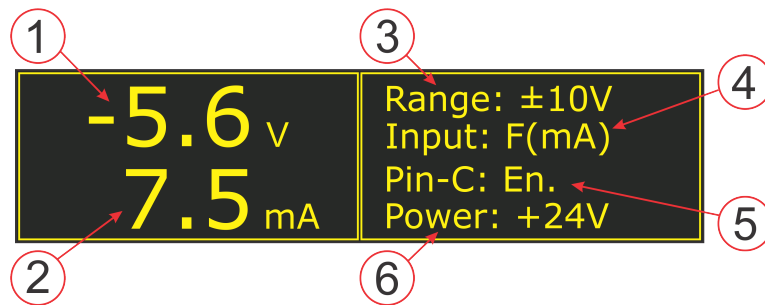 1
3
4
-5.6 V
7.5 mA
Range: ±10V
Input: F(mA)
Pin-C: En.
Power: +24V
5
2
6